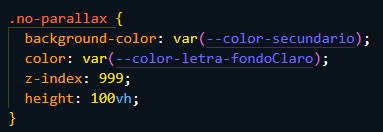 .no-parallax {
  background-color: var(--color-secundario);
  color: var(--color-letra-fondoClaro);
  z-index: 999;
  height: 100vh;
}